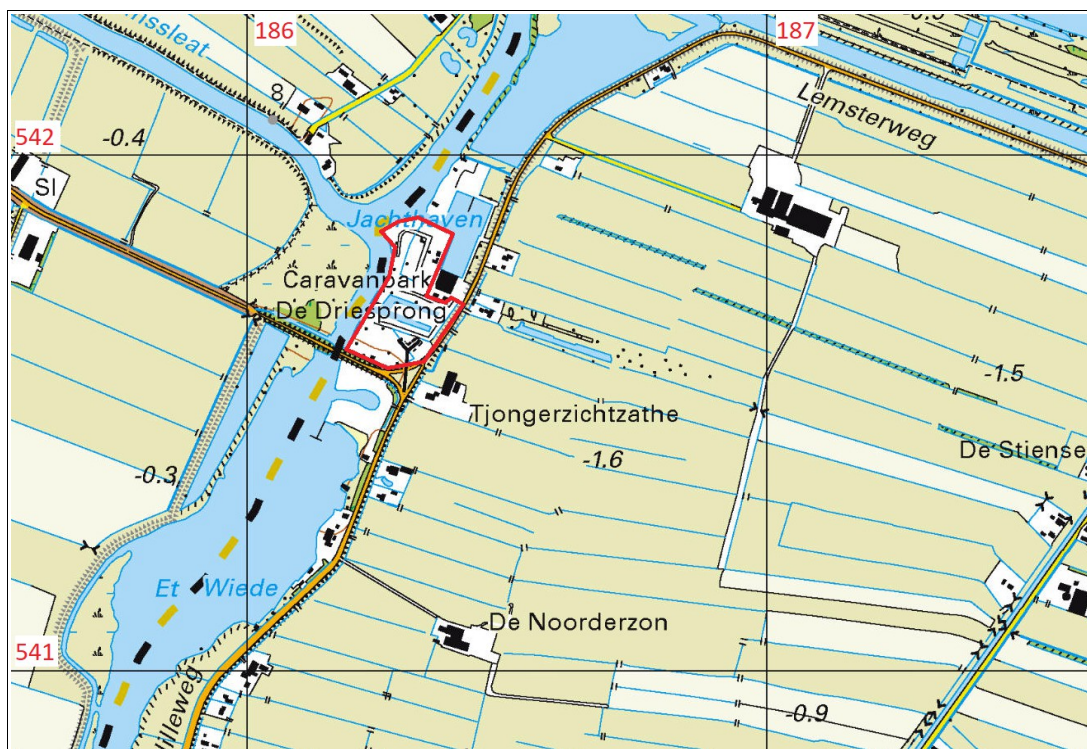 186
187
8
542
-0.4
Lemsterweg
Sl
Jachthaven
Caravanpark
De Driesprong
-1.5
Tjongerzichtzathe
-1.6
De Stiense
-0.3
Et Wiede
De Noorderzon
541
-0.9